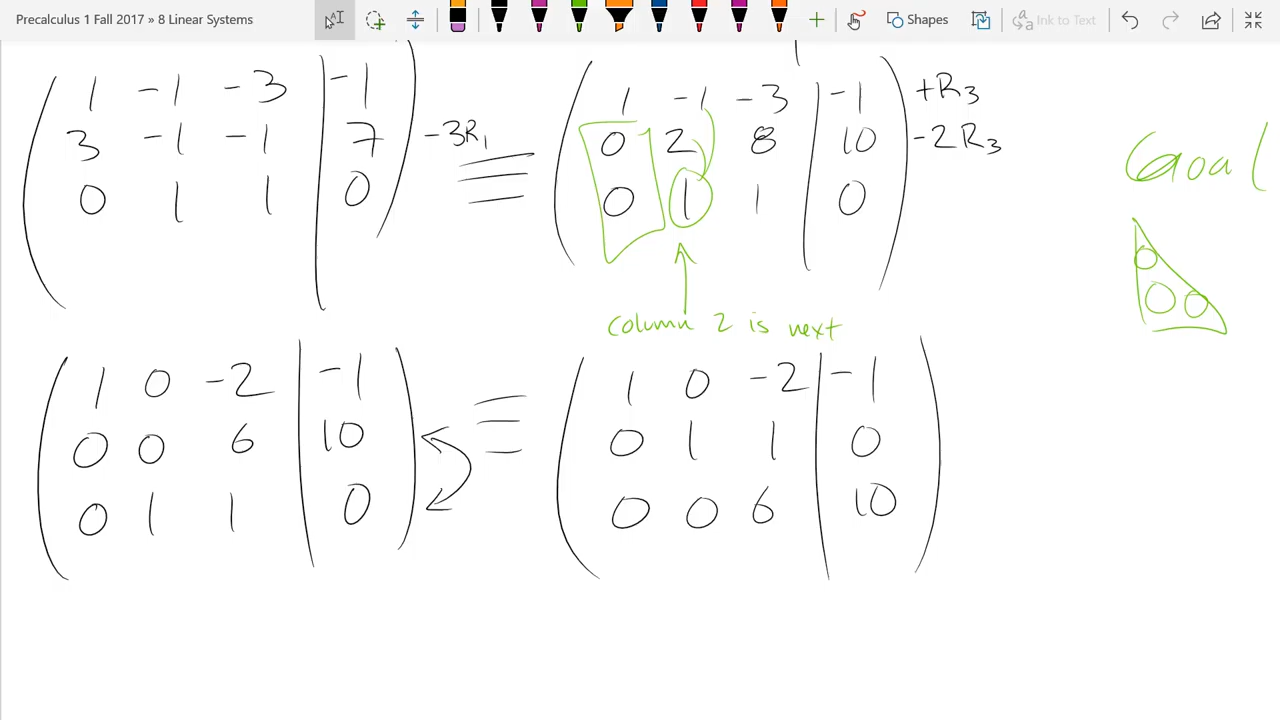 Precalculus 1 Fall 2017 » 8 Linear Systems
Shapes
Ink to Text
1 -1 -3 | -1
3 -1 -1 | 7 -3R1
0 1 1 | 0
1 -1 -3 | -1 +R3
0 2 8 | 10 -2R3
0 1 1 | 0
Goal
column 2 is next
1 0 -2 | -1
0 0 6 | 10
0 1 1 | 0
1 0 -2 | -1
0 1 1 | 0
0 0 6 | 10